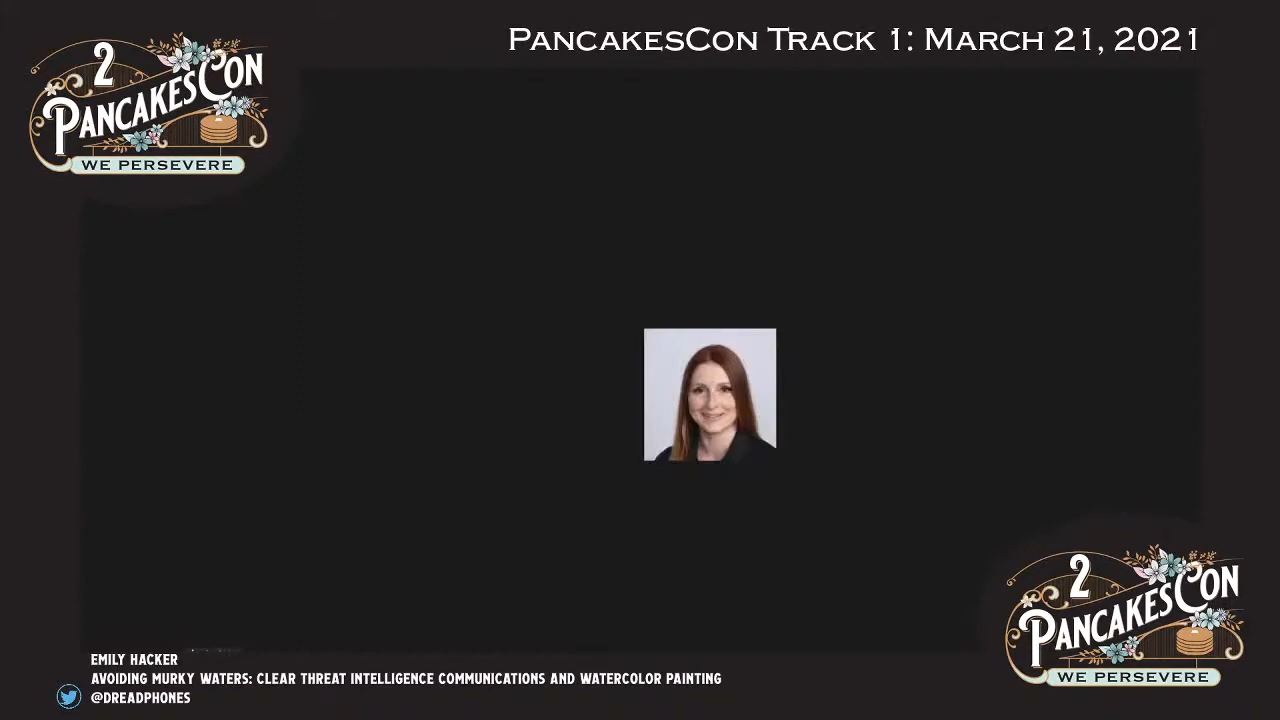 PANCAKESCON TRACK 1: MARCH 21, 2021
2
PANCAKESCON
WE PERSEVERE
2
PANCAKESCON
WE PERSEVERE
EMILY HACKER
AVOIDING MURKY WATERS: CLEAR THREAT INTELLIGENCE COMMUNICATIONS AND WATERCOLOR PAINTING
@DREADPHONES